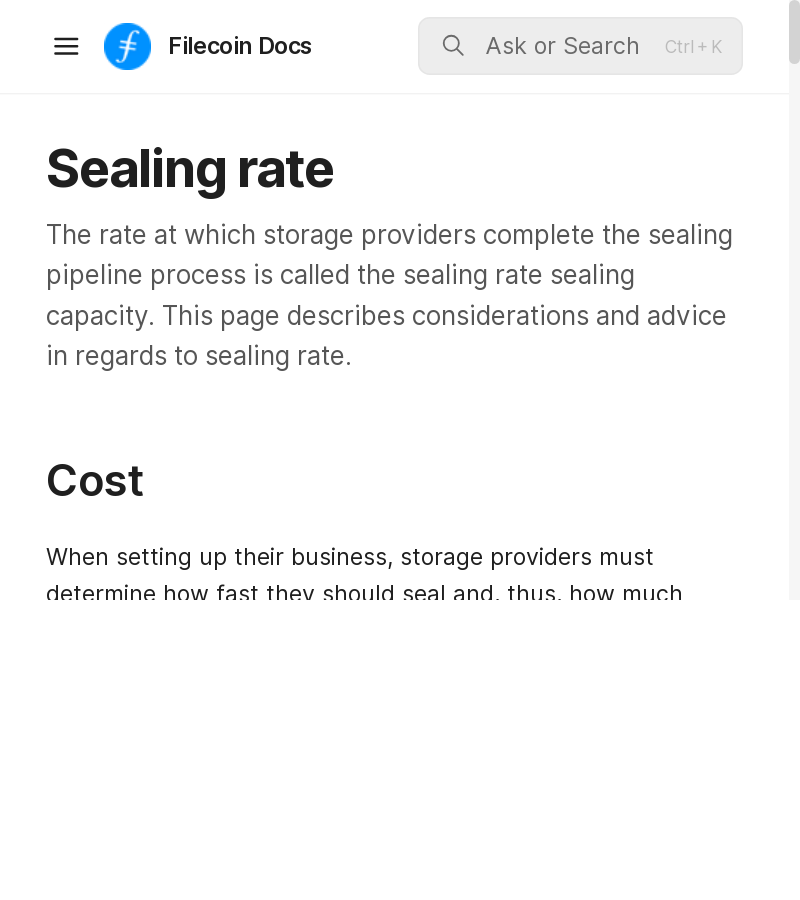 Filecoin Docs
Ask or Search
Ctrl + K
Sealing rate
The rate at which storage providers complete the sealing
pipeline process is called the sealing rate sealing
capacity. This page describes considerations and advice
in regards to sealing rate.
Cost
When setting up their business, storage providers must
determine how fast they should seal and, thus, how much